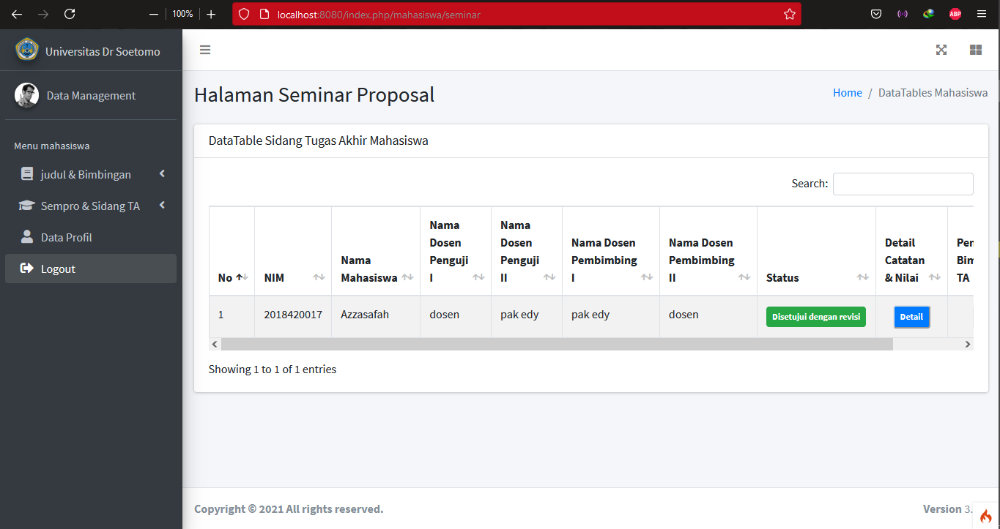 100%
localhost:8080/index.php/mahasiswa/seminar
ABP
Universitas Dr Soetomo
Data Management
Menu mahasiswa
judul & Bimbingan
Sempro & Sidang TA
Data Profil
Logout
Halaman Seminar Proposal
Home / DataTables Mahasiswa
DataTable Sidang Tugas Akhir Mahasiswa
Search:
No
NIM
Nama
Mahasiswa
Nama
Dosen
Penguji
I
Nama
Dosen
Penguji
II
Nama Dosen
Pembimbing
I
Nama Dosen
Pembimbing
II
Status
Detail
Catatan
& Nilai
Pen
Bim
TA
1 2018420017 Azzasafah dosen pak edy pak edy dosen Disetujui dengan revisi Detail
Showing 1 to 1 of 1 entries
Copyright © 2021 All rights reserved.
Version 3.